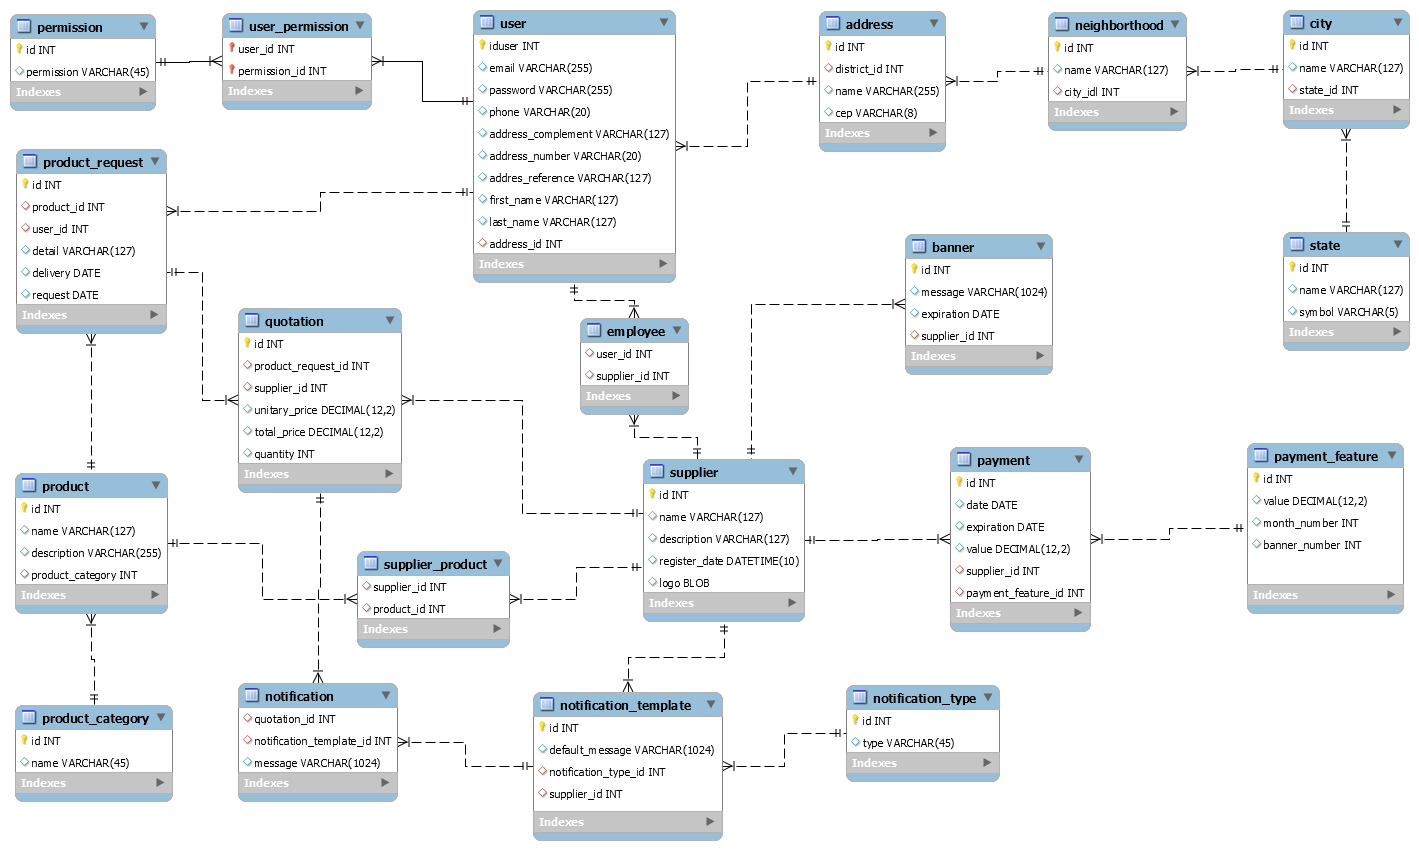 permission
id INT
permission VARCHAR(45)
Indexes
user_permission
user_id INT
permission_id INT
Indexes
user
iduser INT
email VARCHAR(255)
password VARCHAR(255)
phone VARCHAR(20)
address_complement VARCHAR(127)
address_number VARCHAR(20)
addres_reference VARCHAR(127)
first_name VARCHAR(127)
last_name VARCHAR(127)
address_id INT
Indexes
address
id INT
district_id INT
name VARCHAR(255)
cep VARCHAR(8)
Indexes
neighborthood
id INT
name VARCHAR(127)
city_idl INT
Indexes
city
id INT
name VARCHAR(127)
state_id INT
Indexes
product_request
id INT
product_id INT
user_id INT
detail VARCHAR(127)
delivery DATE
request DATE
Indexes
quotation
id INT
product_request_id INT
supplier_id INT
unitary_price DECIMAL(12,2)
total_price DECIMAL(12,2)
quantity INT
Indexes
employee
user_id INT
supplier_id INT
Indexes
banner
id INT
message VARCHAR(1024)
expiration DATE
supplier_id INT
Indexes
state
id INT
name VARCHAR(127)
symbol VARCHAR(5)
Indexes
product
id INT
name VARCHAR(127)
description VARCHAR(255)
product_category INT
Indexes
supplier_product
supplier_id INT
product_id INT
Indexes
supplier
id INT
name VARCHAR(127)
description VARCHAR(127)
register_date DATETIME(10)
logo BLOB
Indexes
payment
id INT
date DATE
expiration DATE
value DECIMAL(12,2)
supplier_id INT
payment_feature_id INT
Indexes
payment_feature
id INT
value DECIMAL(12,2)
month_number INT
banner_number INT
Indexes
product_category
id INT
name VARCHAR(45)
Indexes
notification
quotation_id INT
notification_template_id INT
message VARCHAR(1024)
Indexes
notification_template
id INT
default_message VARCHAR(1024)
notification_type_id INT
supplier_id INT
Indexes
notification_type
id INT
type VARCHAR(45)
Indexes